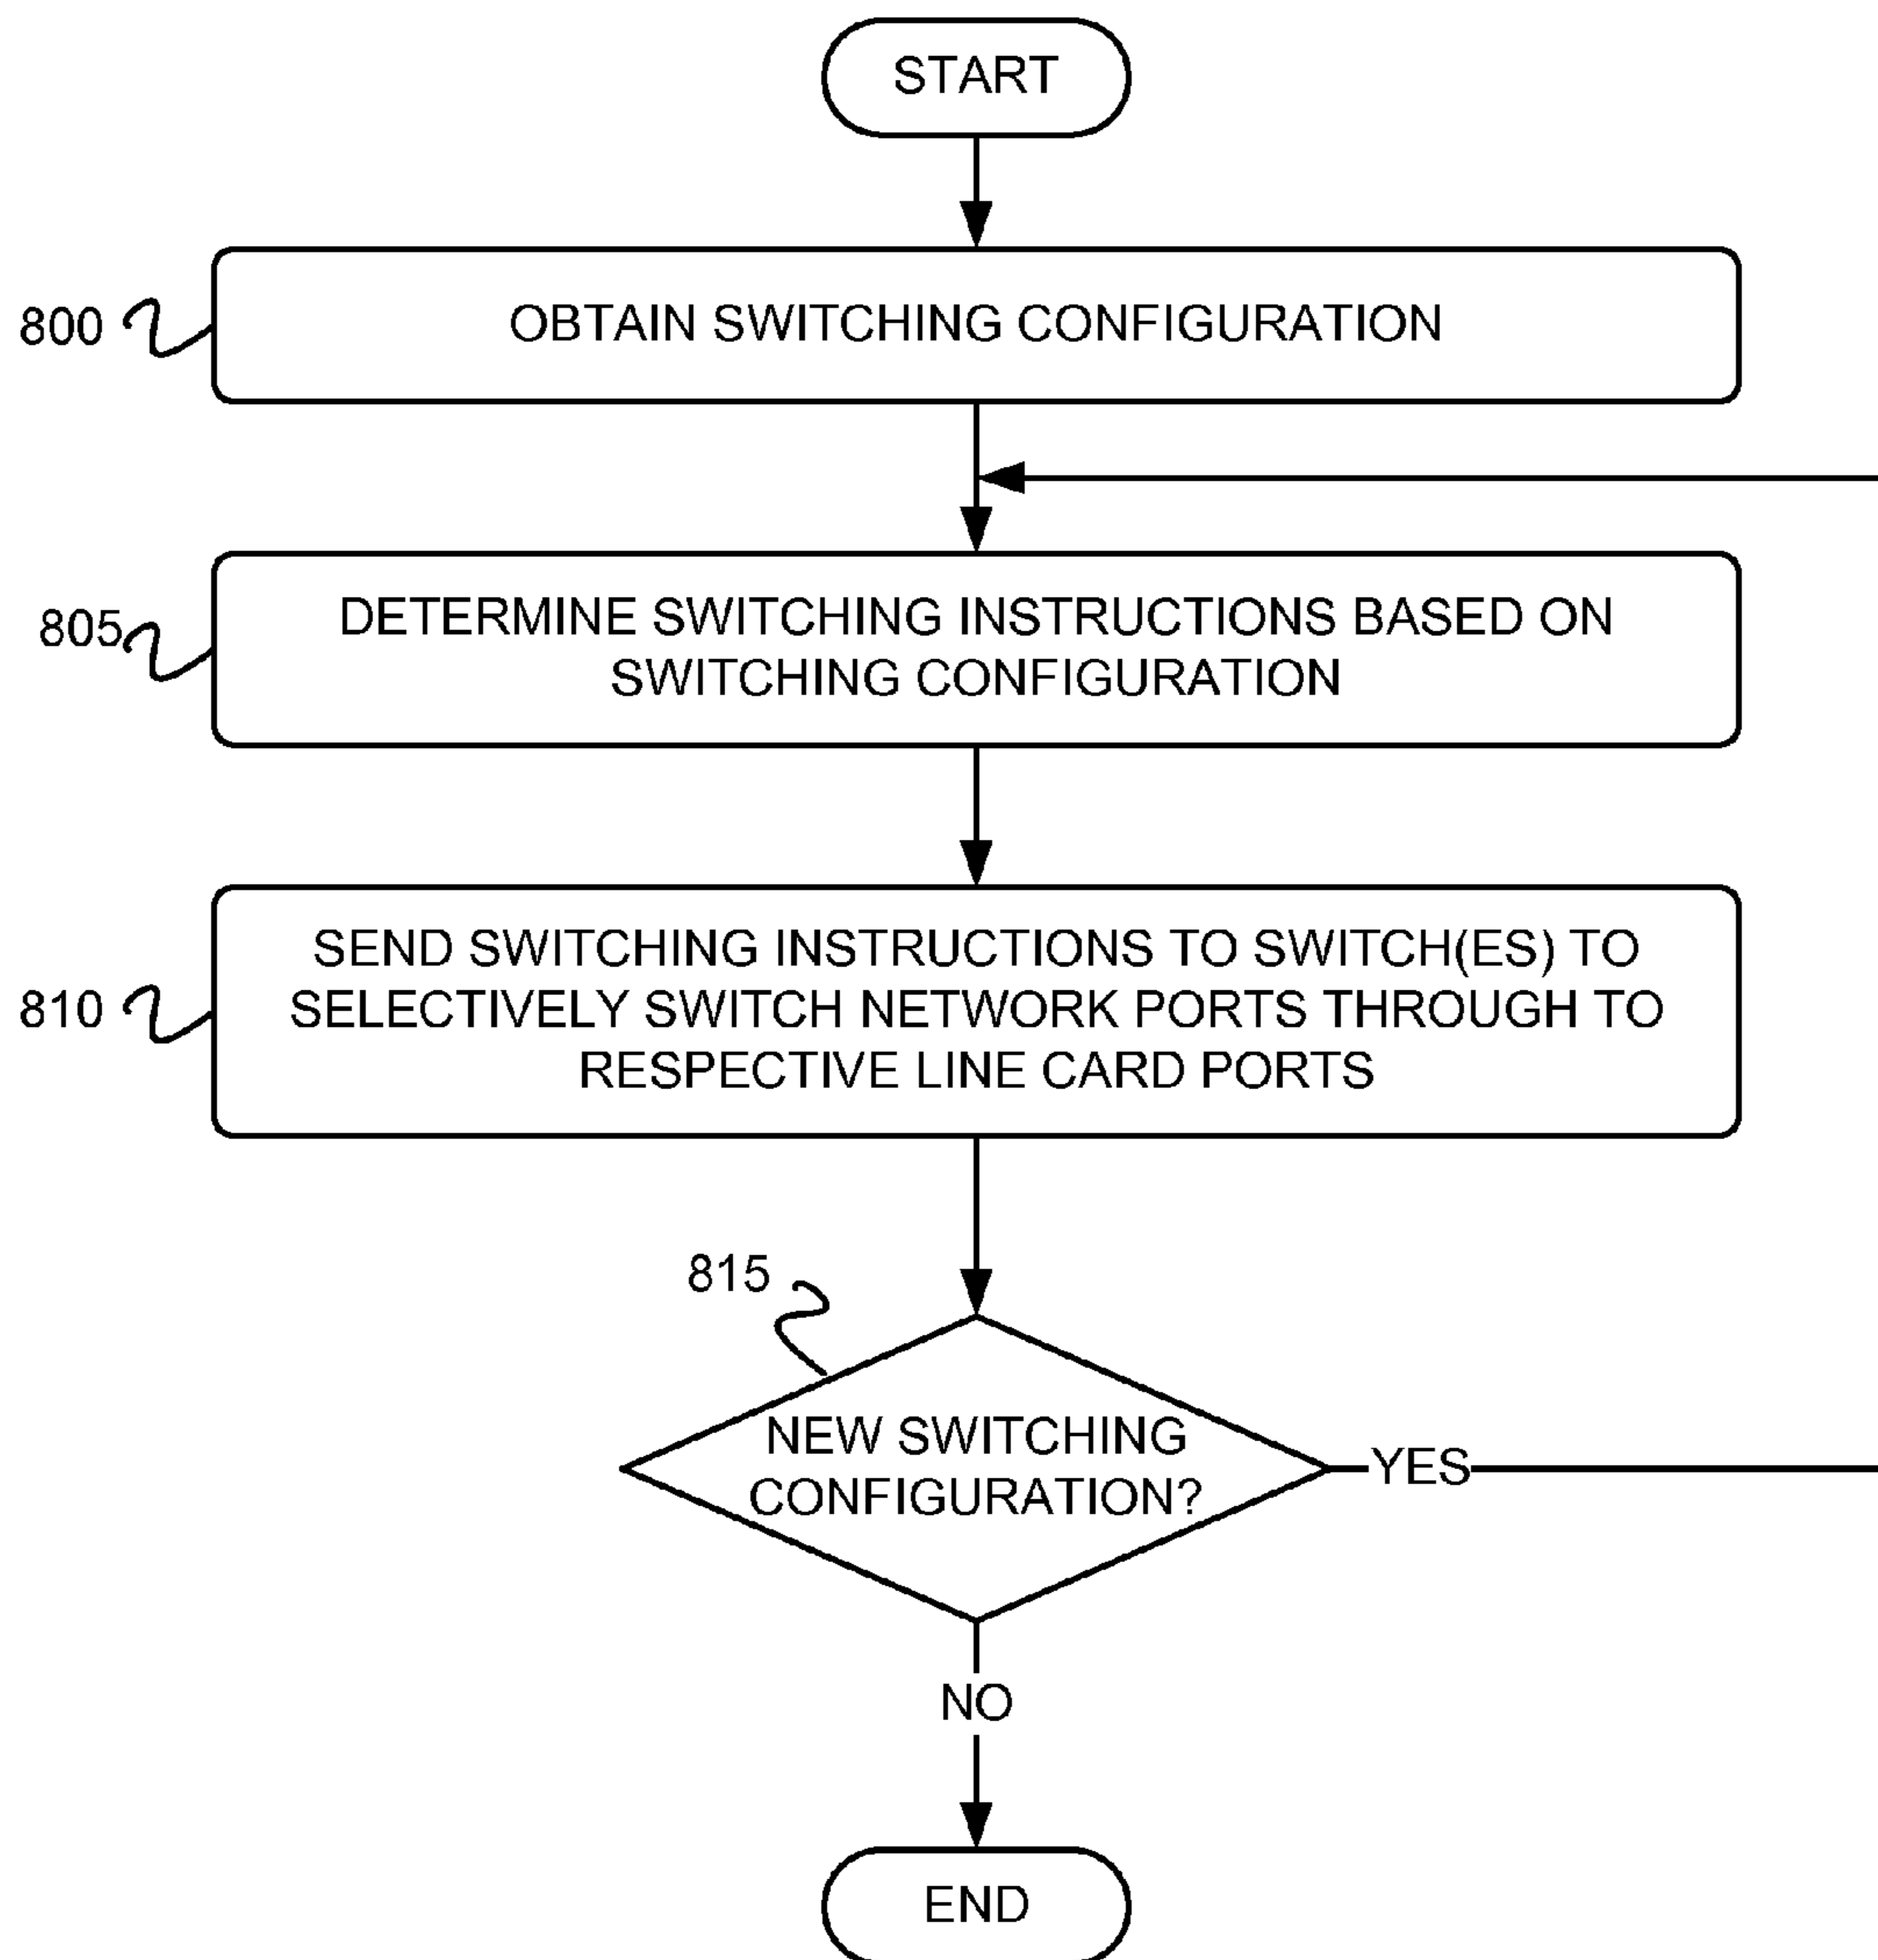 START
800
OBTAIN SWITCHING CONFIGURATION
805
DETERMINE SWITCHING INSTRUCTIONS BASED ON
SWITCHING CONFIGURATION
810
SEND SWITCHING INSTRUCTIONS TO SWITCH(ES) TO
SELECTIVELY SWITCH NETWORK PORTS THROUGH TO
RESPECTIVE LINE CARD PORTS
815
NEW SWITCHING
CONFIGURATION?
YES
NO
END